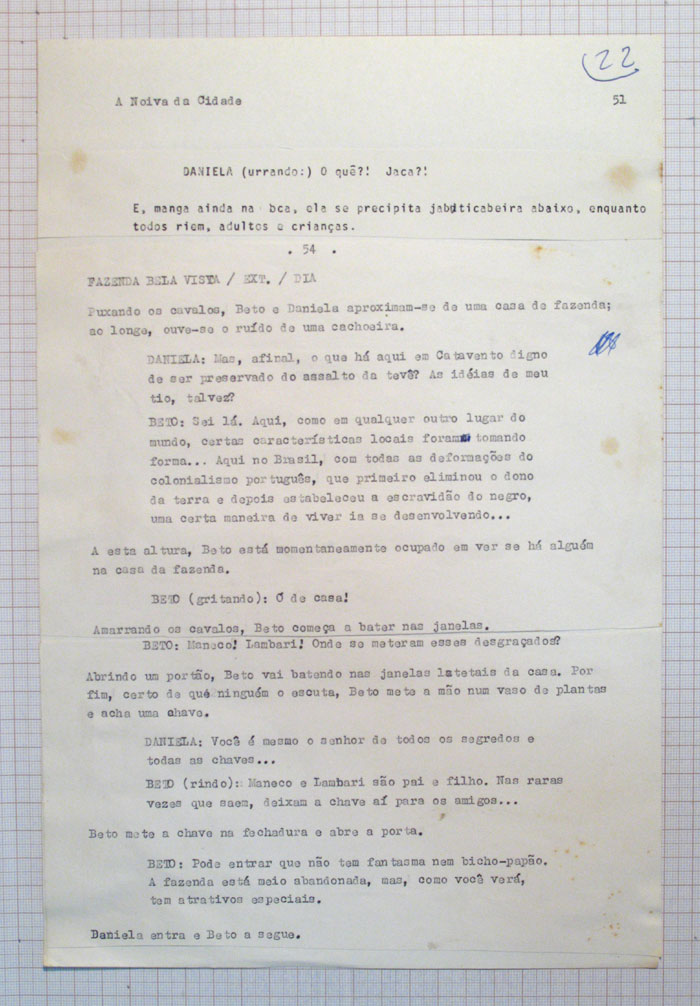 22
A Noiva da Cidade
51
DANIELA (urrando:) O quê?! Jaca?!
E, manga ainda na bca, ela se precipita jabuticabeira abaixo, enquanto
todos riem, adultos e crianças.
. 54 .
FAZENDA BELA VISTA / EXT. / DIA
Puxando os cavalos, Beto e Daniela aproximam-se de uma casa de fazenda;
ao longe, ouve-se o ruído de uma cachoeira.
DANIELA: Mas, afinal, o que há aqui em Catavento digno
de ser preservado do assalto da tevê? As idéias de meu
tio, talvez?
BETO: Sei lá. Aqui, como em qualquer outro lugar do
mundo, certas características locais foram tomando
forma... Aqui no Brasil, com todas as deformações do
colonialismo português, que primeiro eliminou o dono
da terra e depois estabeleceu a escravidão do negro,
uma certa maneira de viver ia se desenvolvendo...
A esta altura, Beto está momentaneamente ocupado em ver se há alguém
na casa da fazenda.
BETO (gritando): Ó de casa!
Amarrando os cavalos, Beto começa a bater nas janelas.
BETO: Maneco! Lambari! Onde se meteram esses desgraçados?
Abrindo um portão, Beto vai batendo nas janelas latetais da casa. Por
fim, certo de qué ninguém o escuta, Beto mete a mão num vaso de plantas
e acha uma chave.
DANIELA: Você é mesmo o senhor de todos os segredos e
todas as chaves...
BETO (rindo): Maneco e Lambari são pai e filho. Nas raras
vezes que saem, deixam a chave aí para os amigos...
Beto mete a chave na fechadura e abre a porta.
BETO: Pode entrar que não tem fantasma nem bicho-papão.
A fazenda está meio abandonada, mas, como você verá,
tem atrativos especiais.
Daniela entra e Beto a segue.